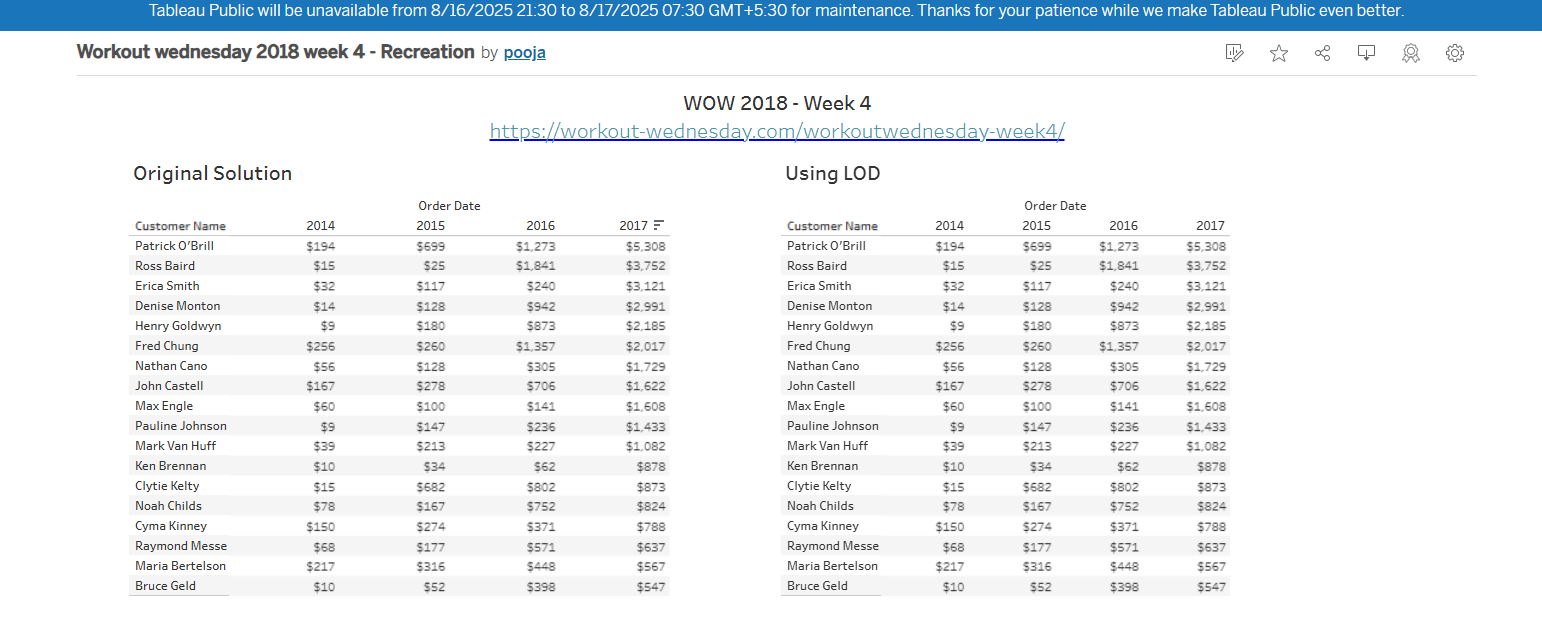 Tableau Public will be unavailable from 8/16/2025 21:30 to 8/17/2025 07:30 GMT+5:30 for maintenance. Thanks for your patience while we make Tableau Public even better.
Workout wednesday 2018 week 4 - Recreation by pooja
WOW 2018 - Week 4
https://workout-wednesday.com/workoutwednesday-week4/
Original Solution
Order Date
Customer Name 2014 2015 2016 2017
Patrick O'Brill $194 $699 $1,273 $5,308
Ross Baird $15 $25 $1,841 $3,752
Erica Smith $32 $117 $240 $3,121
Denise Monton $14 $128 $942 $2,991
Henry Goldwyn $9 $180 $873 $2,185
Fred Chung $256 $260 $1,357 $2,017
Nathan Cano $56 $128 $305 $1,729
John Castell $167 $278 $706 $1,622
Max Engle $60 $100 $141 $1,608
Pauline Johnson $9 $147 $236 $1,433
Mark Van Huff $39 $213 $227 $1,082
Ken Brennan $10 $34 $62 $878
Clytie Kelty $15 $682 $802 $873
Noah Childs $78 $167 $752 $824
Cyma Kinney $150 $274 $371 $788
Raymond Messe $68 $177 $571 $637
Maria Bertelson $217 $316 $448 $567
Bruce Geld $10 $52 $398 $547
Using LOD
Order Date
Customer Name 2014 2015 2016 2017
Patrick O'Brill $194 $699 $1,273 $5,308
Ross Baird $15 $25 $1,841 $3,752
Erica Smith $32 $117 $240 $3,121
Denise Monton $14 $128 $942 $2,991
Henry Goldwyn $9 $180 $873 $2,185
Fred Chung $256 $260 $1,357 $2,017
Nathan Cano $56 $128 $305 $1,729
John Castell $167 $278 $706 $1,622
Max Engle $60 $100 $141 $1,608
Pauline Johnson $9 $147 $236 $1,433
Mark Van Huff $39 $213 $227 $1,082
Ken Brennan $10 $34 $62 $878
Clytie Kelty $15 $682 $802 $873
Noah Childs $78 $167 $752 $824
Cyma Kinney $150 $274 $371 $788
Raymond Messe $68 $177 $571 $637
Maria Bertelson $217 $316 $448 $567
Bruce Geld $10 $52 $398 $547